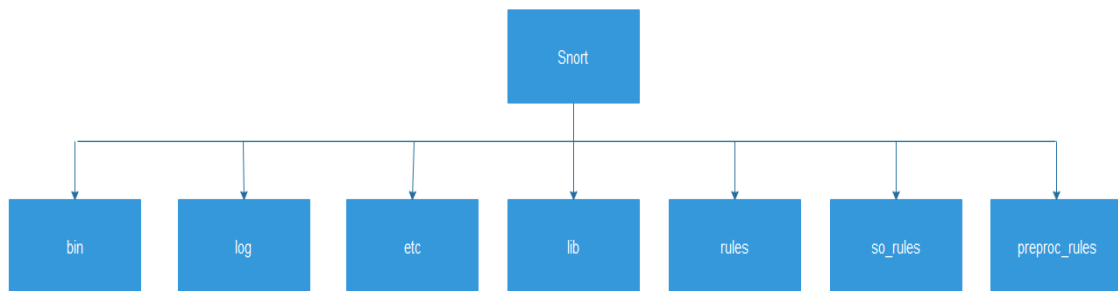 Snort
bin
log
etc
lib
rules
so_rules
preproc_rules